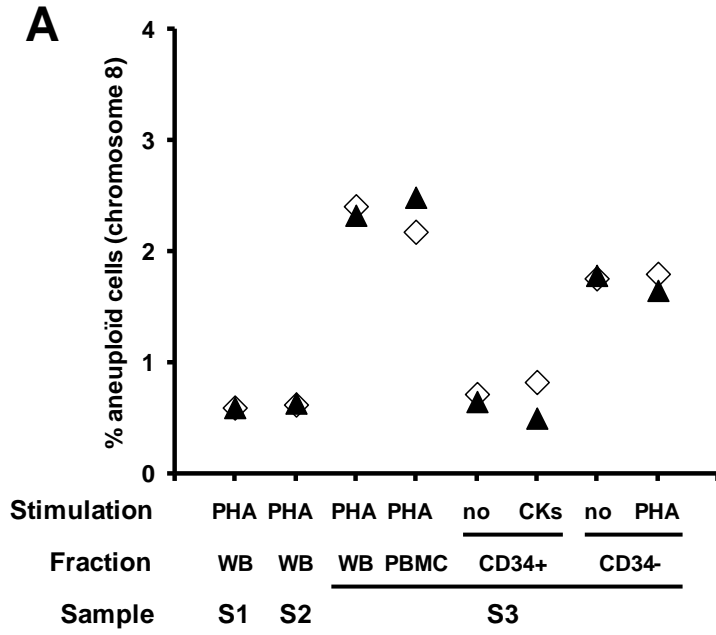 A
% aneuploïd cells (chromosome 8)
4
3
2
1
0
Stimulation PHA PHA PHA PHA no CKs no PHA
Fraction WB WB WB PBMC CD34+ CD34-
Sample S1 S2 S3